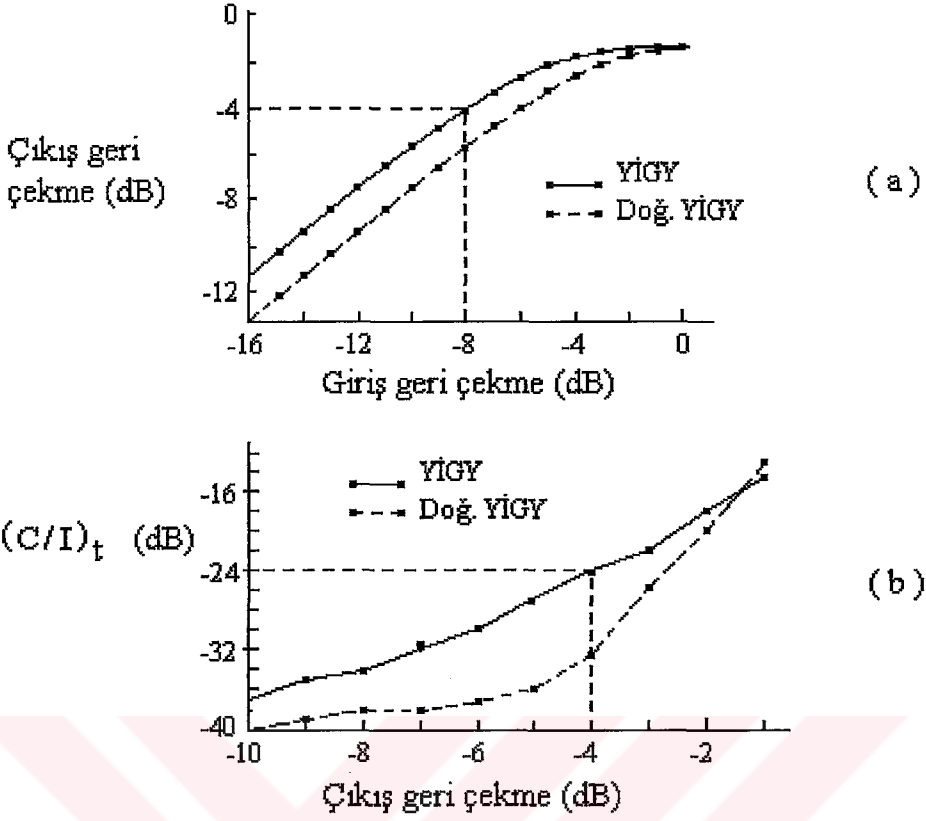 0
-4
-8
-12
Çıkış geri
çekme (dB)
YİGY
Doğ. YİGY
(a)
-16 -12 -8 -4 0
Giriş geri çekme (dB)
-16
-24
-32
-40
(C/I)t (dB)
YİGY
Doğ. YİGY
(b)
-10 -8 -6 -4 -2
Çıkış geri çekme (dB)